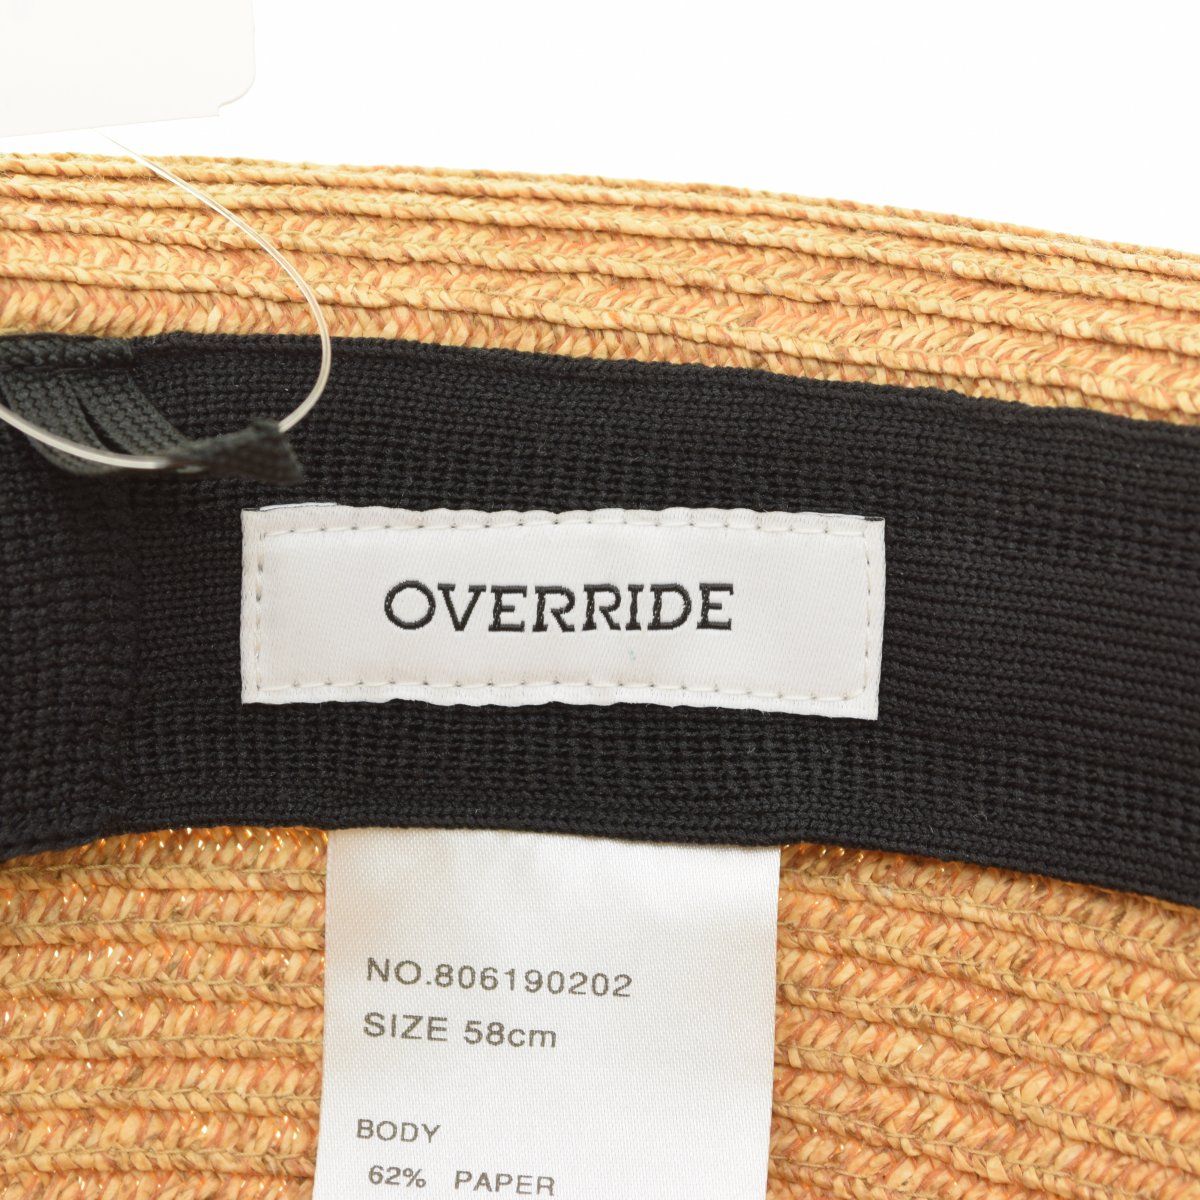 OVERRIDE
NO.806190202
SIZE 58cm
BODY
62% PAPER